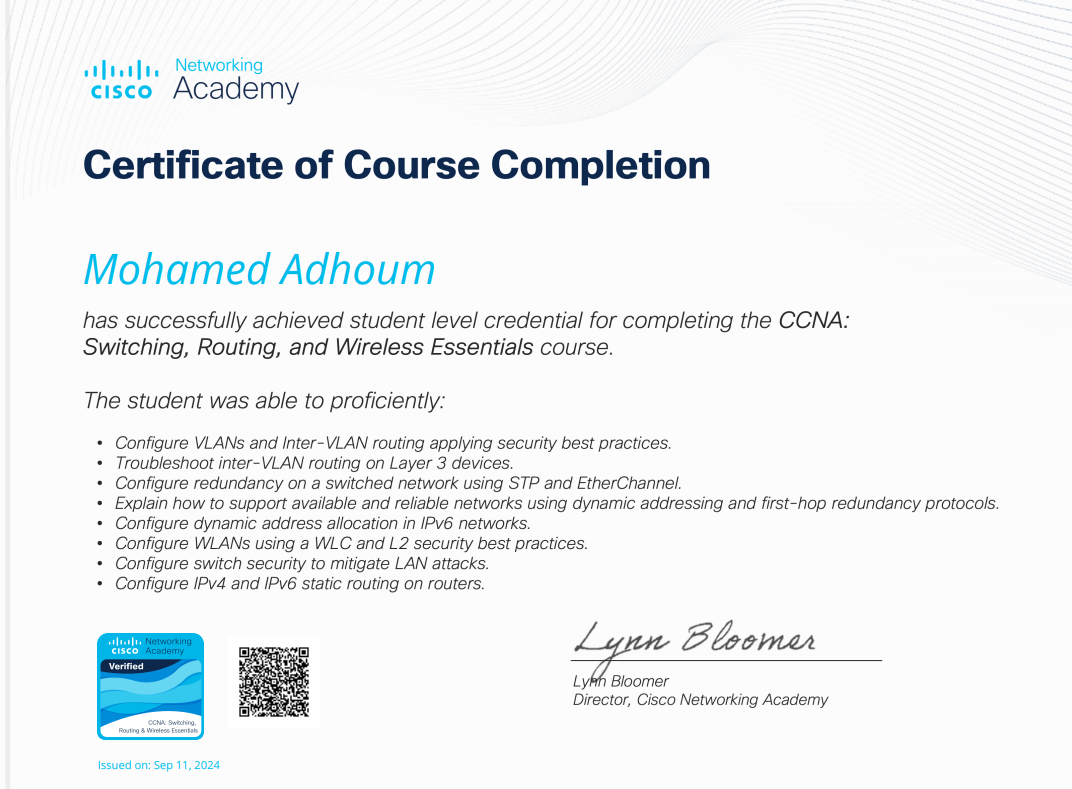 Networking
CISCO Academy
Certificate of Course Completion
Mohamed Adhoum
has successfully achieved student level credential for completing the CCNA:
Switching, Routing, and Wireless Essentials course.
The student was able to proficiently:
• Configure VLANs and Inter-VLAN routing applying security best practices.
• Troubleshoot inter-VLAN routing on Layer 3 devices.
• Configure redundancy on a switched network using STP and EtherChannel.
• Explain how to support available and reliable networks using dynamic addressing and first-hop redundancy protocols.
• Configure dynamic address allocation in IPv6 networks.
• Configure WLANs using a WLC and L2 security best practices.
• Configure switch security to mitigate LAN attacks.
• Configure IPv4 and IPv6 static routing on routers.
Networking
CISCO Academy
Verified
CCNA: Switching,
Routing & Wireless Essentials
Lynn Bloomer
Lynn Bloomer
Director, Cisco Networking Academy
Issued on: Sep 11, 2024